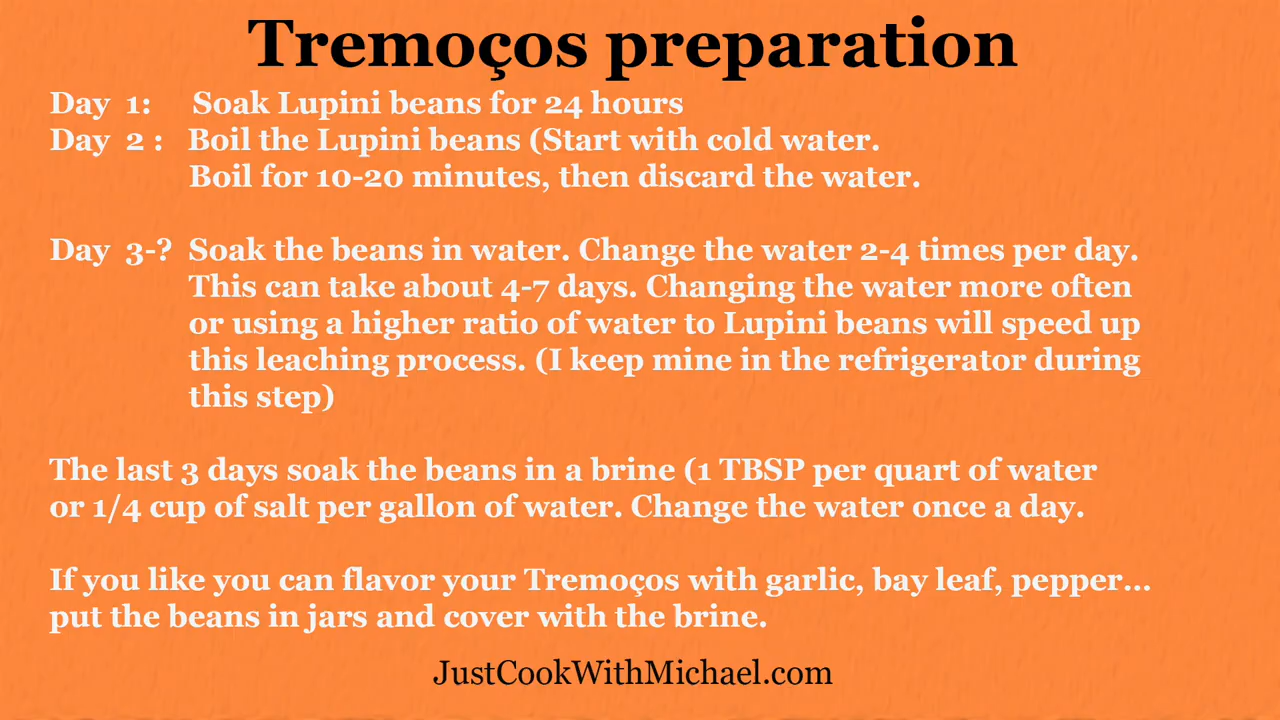 Tremoços preparation
Day 1: Soak Lupini beans for 24 hours
Day 2 : Boil the Lupini beans (Start with cold water.
Boil for 10-20 minutes, then discard the water.
Day 3-? Soak the beans in water. Change the water 2-4 times per day.
This can take about 4-7 days. Changing the water more often
or using a higher ratio of water to Lupini beans will speed up
this leaching process. (I keep mine in the refrigerator during
this step)
The last 3 days soak the beans in a brine (1 TBSP per quart of water
or 1/4 cup of salt per gallon of water. Change the water once a day.
If you like you can flavor your Tremoços with garlic, bay leaf, pepper...
put the beans in jars and cover with the brine.
JustCookWithMichael.com